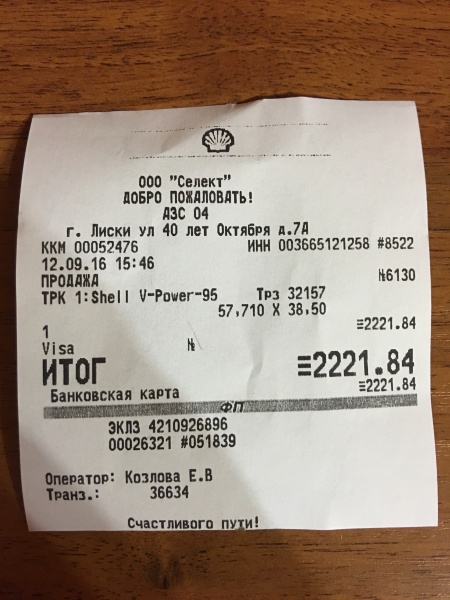 ООО "Селект"
ДОБРО ПОЖАЛОВАТЬ!
АЗС 04
г. Лиски ул 40 лет Октября д.7А
ККМ 00052476 ИНН 003665121258 #8522
12.09.16 15:46
ПРОДАЖА №6130
ТРК 1:Shell V-Power-95 Трз 32157
57,710 X 38,50
1 ≡2221.84
Visa №
ИТОГ ≡2221.84
Банковская карта ≡2221.84
ФП
ЭКЛЗ 4210926896
00026321 #051839
Оператор: Козлова Е.В
Транз.: 36634
Счастливого пути!